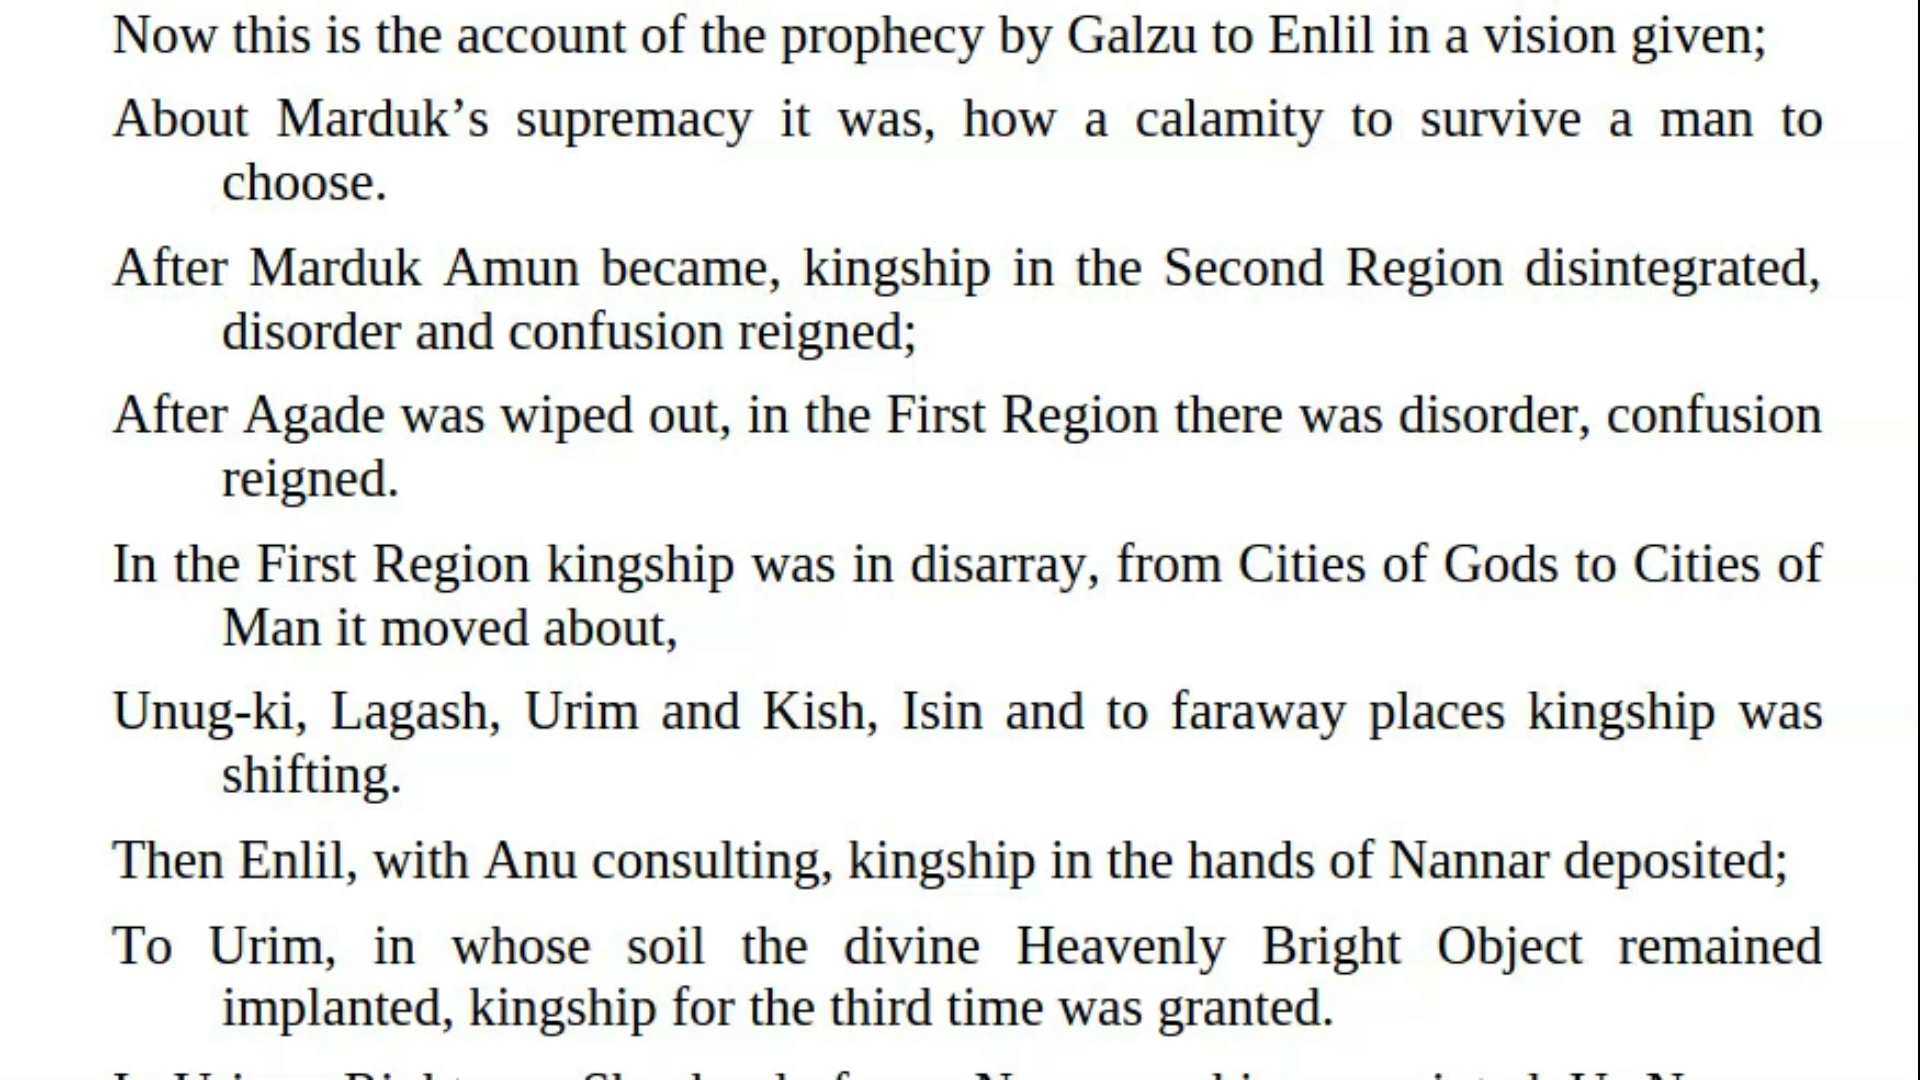 Now this is the account of the prophecy by Galzu to Enlil in a vision given;
About Marduk’s supremacy it was, how a calamity to survive a man to
choose.
After Marduk Amun became, kingship in the Second Region disintegrated,
disorder and confusion reigned;
After Agade was wiped out, in the First Region there was disorder, confusion
reigned.
In the First Region kingship was in disarray, from Cities of Gods to Cities of
Man it moved about,
Unug-ki, Lagash, Urim and Kish, Isin and to faraway places kingship was
shifting.
Then Enlil, with Anu consulting, kingship in the hands of Nannar deposited;
To Urim, in whose soil the divine Heavenly Bright Object remained
implanted, kingship for the third time was granted.